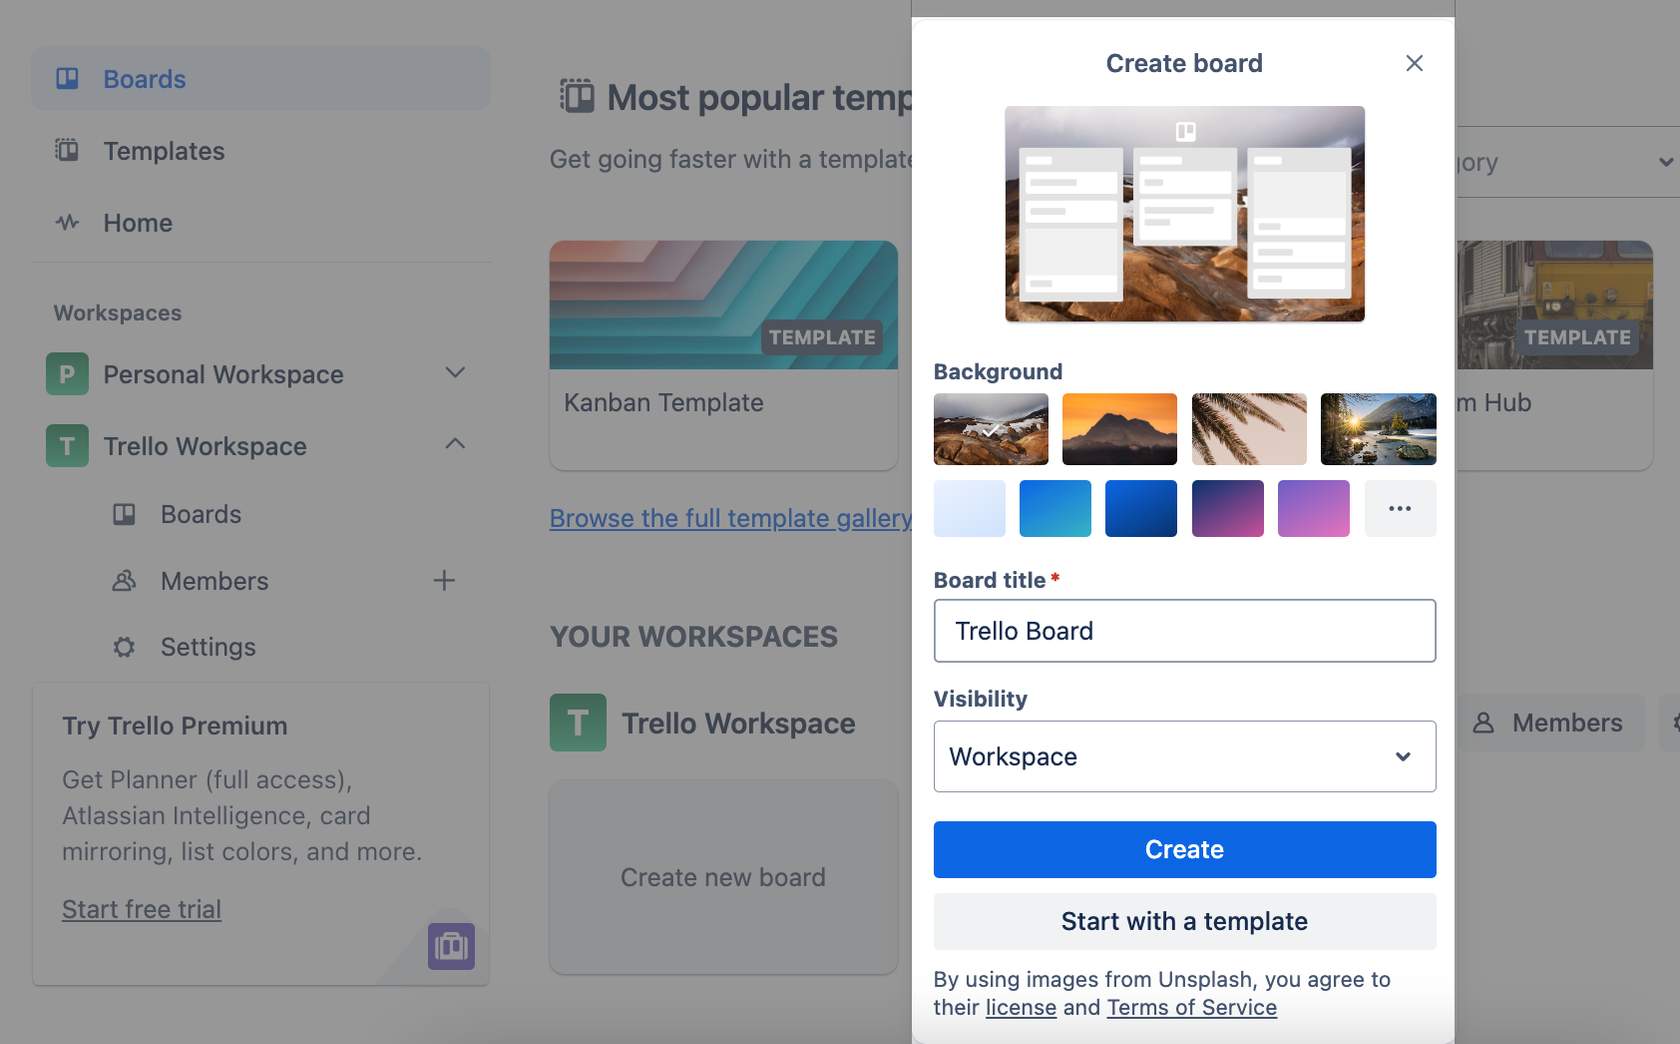 Boards
Templates
Home
Workspaces
P Personal Workspace
T Trello Workspace
Boards
Members
Settings
Try Trello Premium
Get Planner (full access),
Atlassian Intelligence, card
mirroring, list colors, and more.
Start free trial
Most popular temp
Get going faster with a template
TEMPLATE
Kanban Template
Browse the full template gallery
YOUR WORKSPACES
T Trello Workspace
Create new board
Create board
Background
Board title *
Trello Board
Visibility
Workspace
Create
Start with a template
By using images from Unsplash, you agree to
their license and Terms of Service
gory
TEMPLATE
m Hub
Members